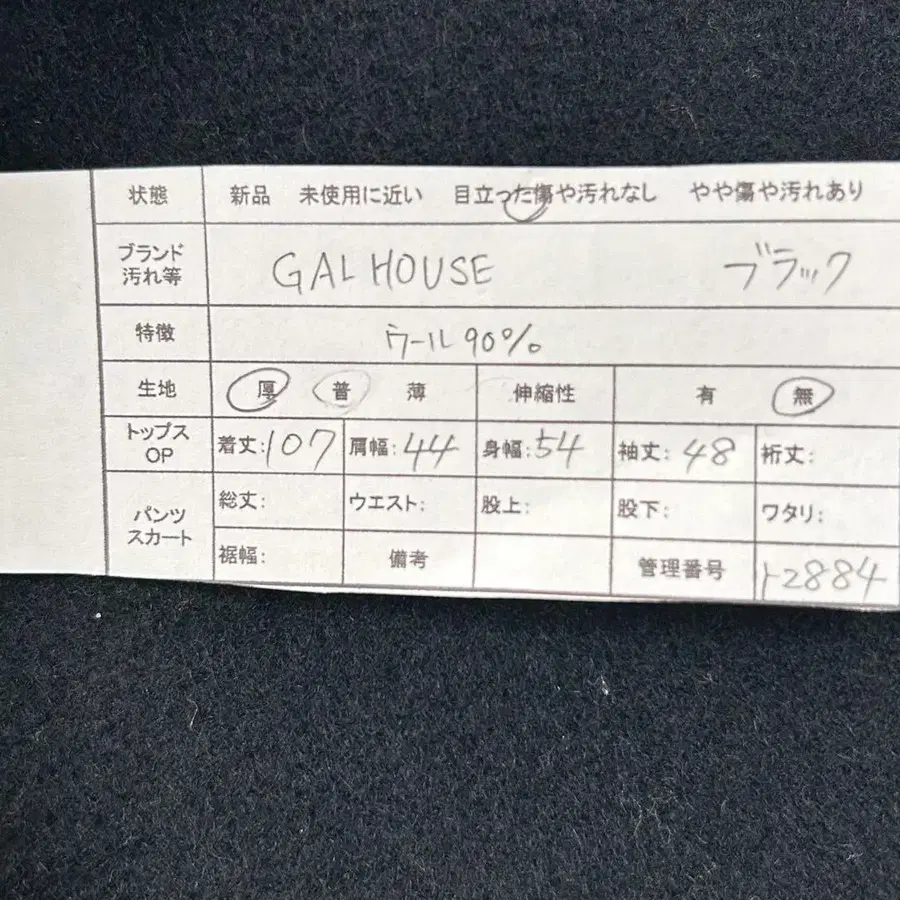 状態 新品 未使用に近い 目立った傷や汚れなし やや傷や汚れあり
ブランド
汚れ等 GAL HOUSE ブラック
特徴 ウール90%
生地 厚 普 薄 伸縮性 有 無
トップス
OP 着丈:107 肩幅:44 身幅:54 袖丈:48 裄丈:
パンツ
スカート 総丈: ウエスト: 股上: 股下: ワタリ:
裾幅: 備考 管理番号 ト2884